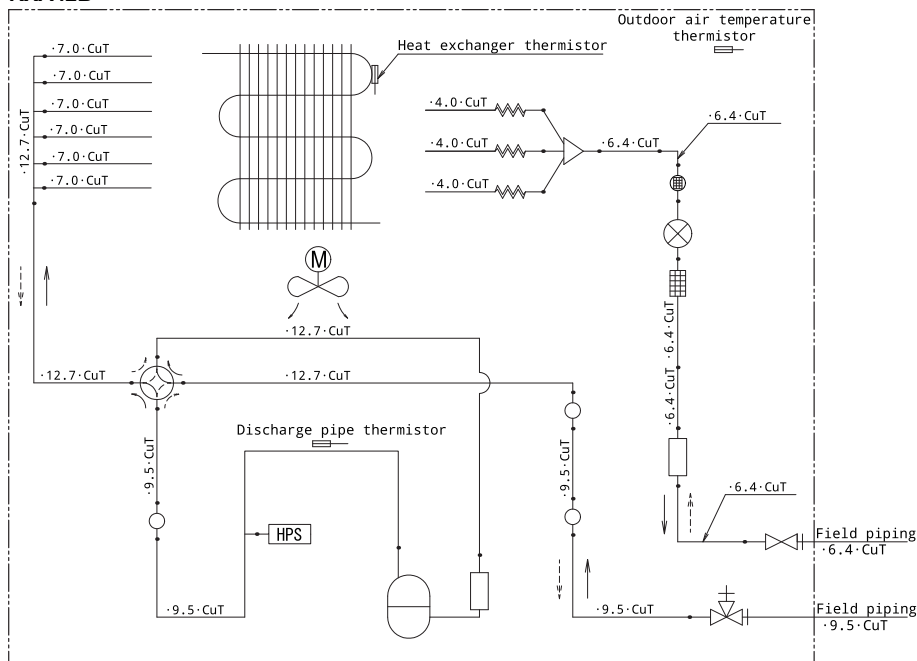 Outdoor air temperature
thermistor
Heat exchanger thermistor
·7.0·CuT
·7.0·CuT
·7.0·CuT
·7.0·CuT
·7.0·CuT
·7.0·CuT
·12.7·CuT
·4.0·CuT
·4.0·CuT
·4.0·CuT
·6.4·CuT
·6.4·CuT
M
·12.7·CuT
·6.4·CuT
·12.7·CuT
·12.7·CuT
·6.4·CuT
Discharge pipe thermistor
·9.5·CuT
·9.5·CuT
·6.4·CuT
HPS
Field piping
·6.4·CuT
·9.5·CuT
·9.5·CuT
Field piping
·9.5·CuT